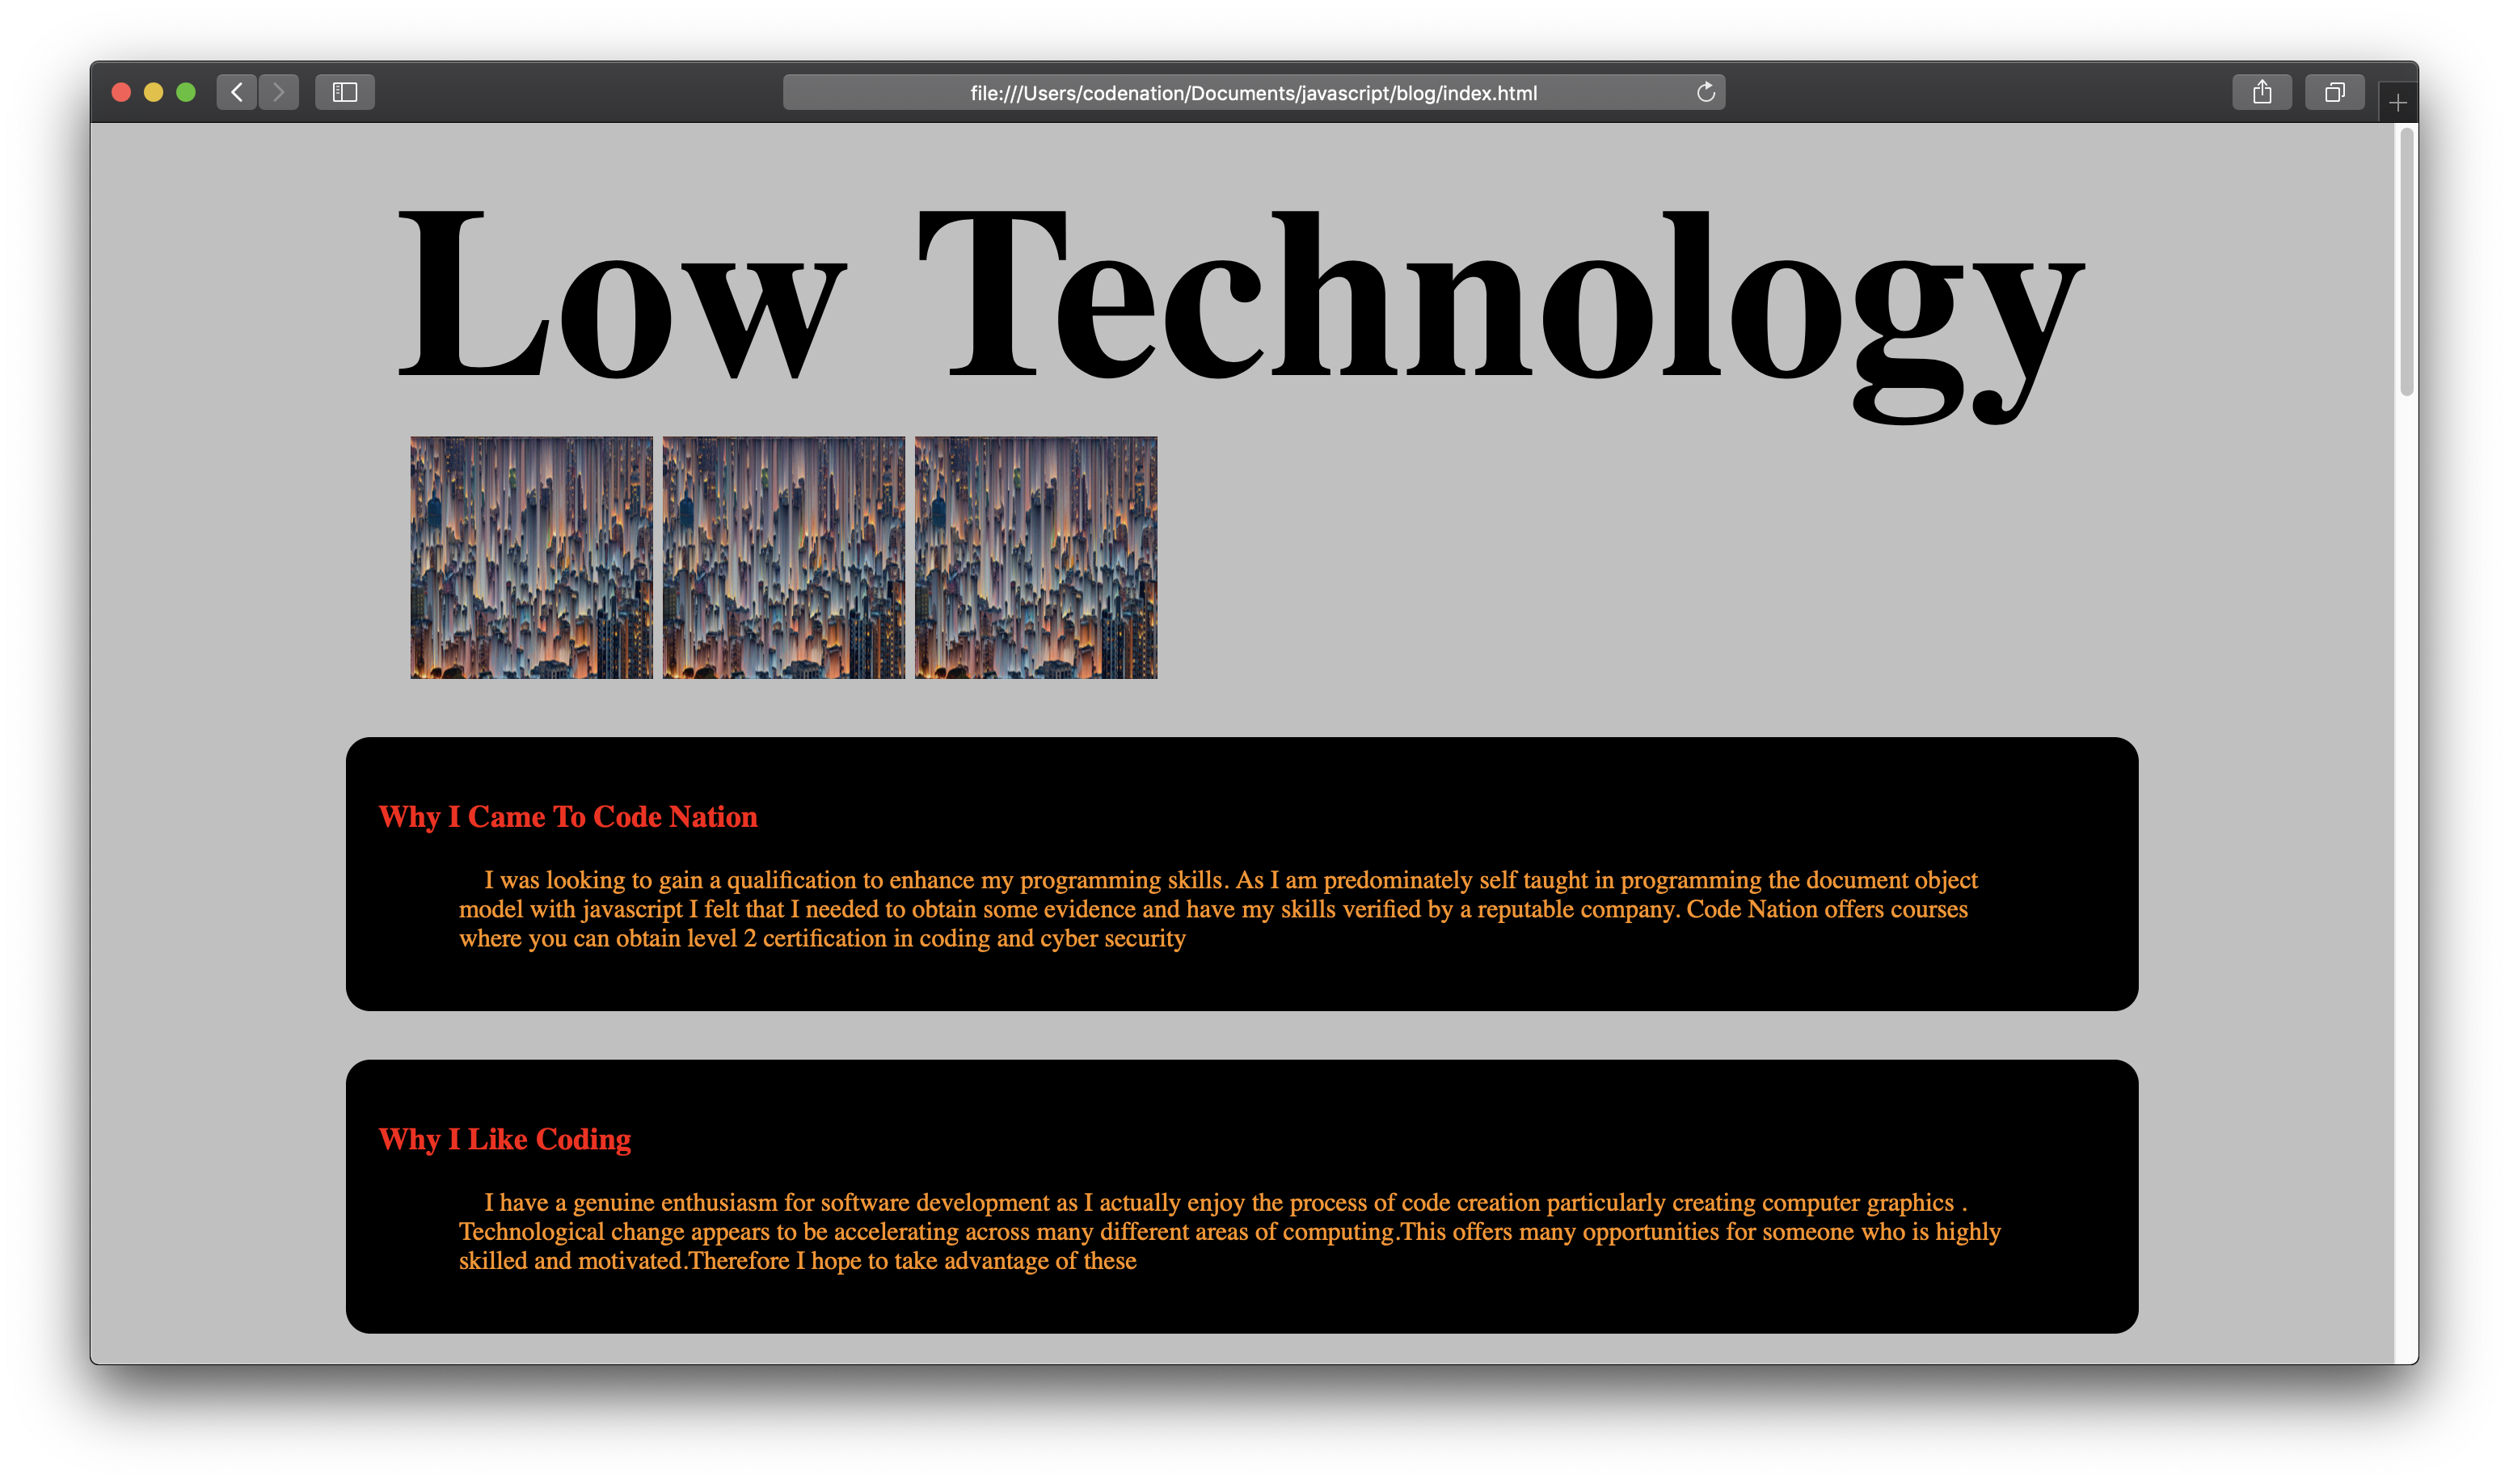 file:///Users/codenation/Documents/javascript/blog/index.html
Low Technology
Why I Came To Code Nation
I was looking to gain a qualification to enhance my programming skills. As I am predominately self taught in programming the document object
model with javascript I felt that I needed to obtain some evidence and have my skills verified by a reputable company. Code Nation offers courses
where you can obtain level 2 certification in coding and cyber security
Why I Like Coding
I have a genuine enthusiasm for software development as I actually enjoy the process of code creation particularly creating computer graphics .
Technological change appears to be accelerating across many different areas of computing.This offers many opportunities for someone who is highly
skilled and motivated.Therefore I hope to take advantage of these